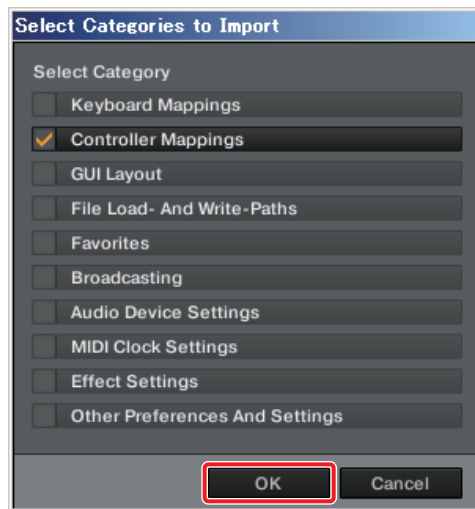 Select Categories to Import
Select Category
Keyboard Mappings
Controller Mappings
GUI Layout
File Load- And Write-Paths
Favorites
Broadcasting
Audio Device Settings
MIDI Clock Settings
Effect Settings
Other Preferences And Settings
OK Cancel